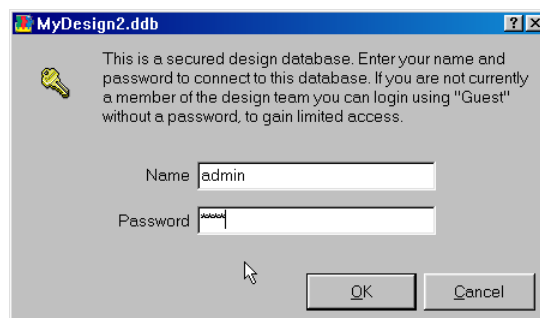 MyDesign2.ddb
This is a secured design database. Enter your name and
password to connect to this database. If you are not currently
a member of the design team you can login using "Guest"
without a password, to gain limited access.
Name admin
Password *****
OK Cancel